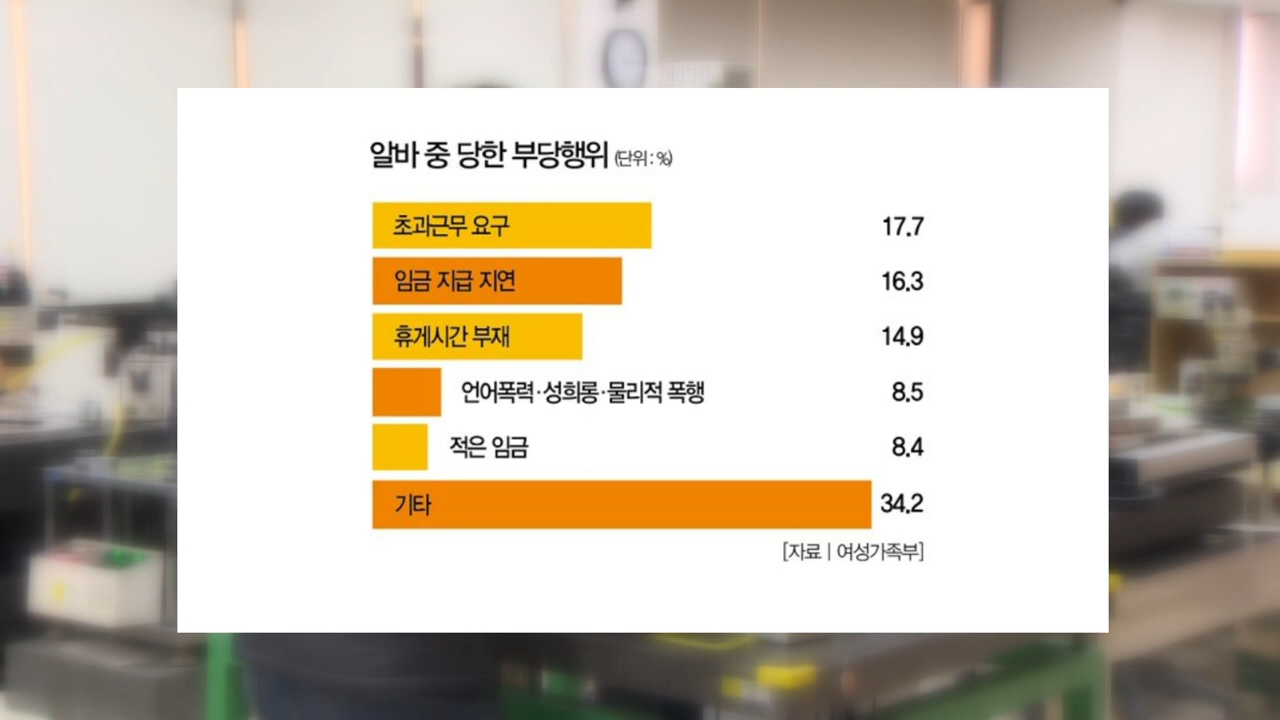 알바 중 당한 부당행위 (단위 : %)
초과근무 요구 17.7
임금 지급 지연 16.3
휴게시간 부재 14.9
언어폭력·성희롱·물리적 폭행 8.5
적은 임금 8.4
기타 34.2
[자료 | 여성가족부]